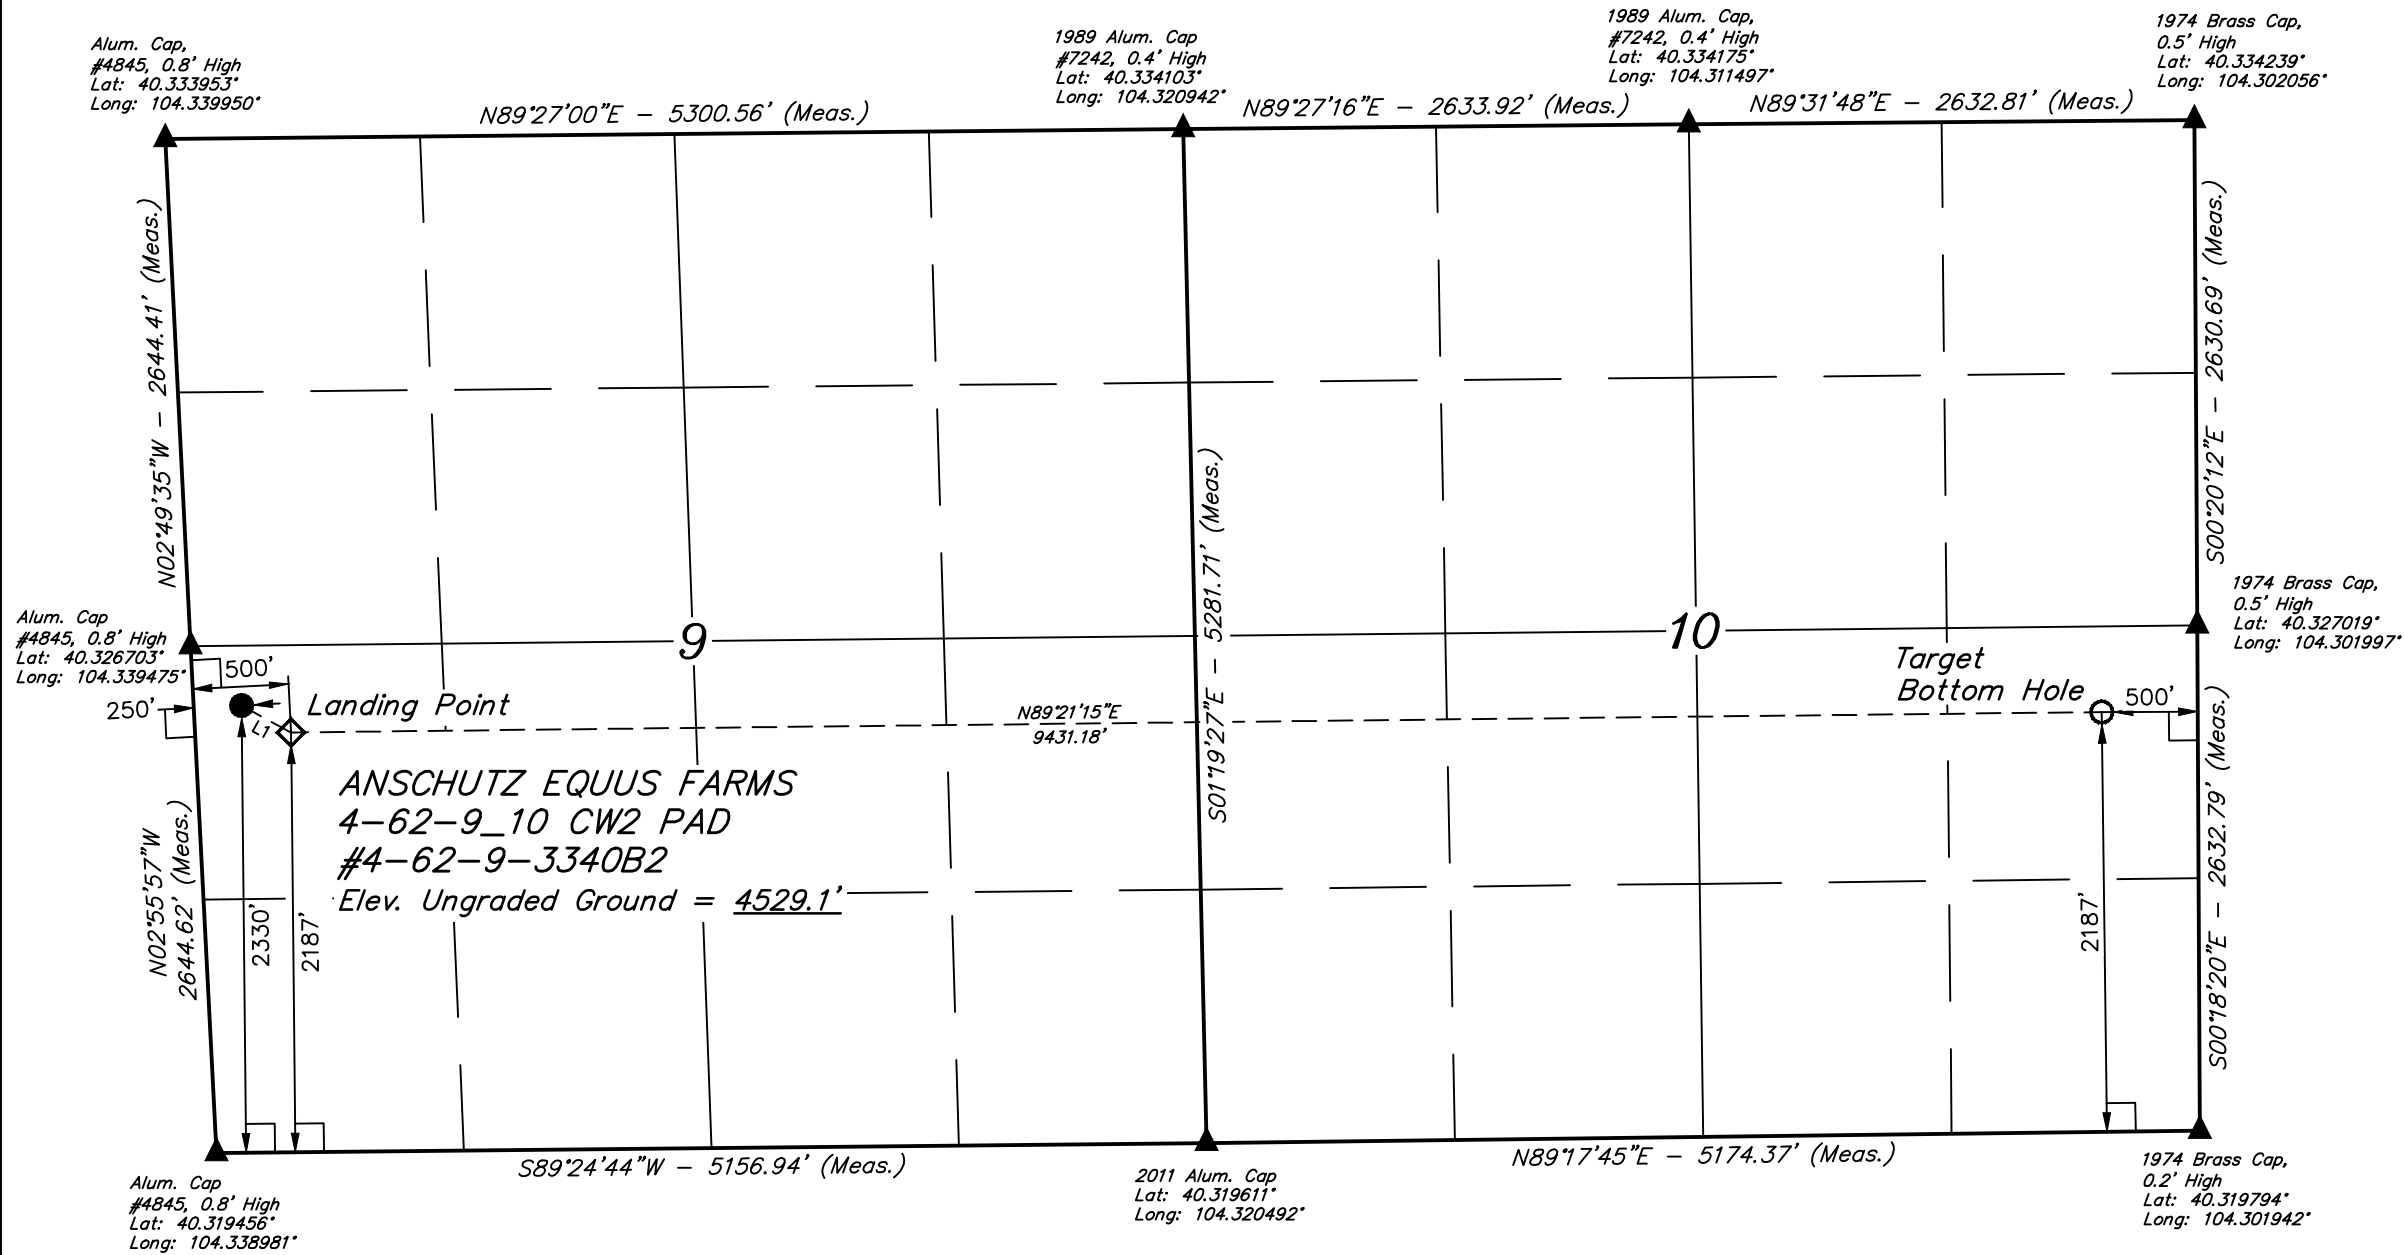 Alum. Cap,
#4845, 0.8' High
Lat: 40.333953°
Long: 104.339950°
1989 Alum. Cap
#7242, 0.4' High
Lat: 40.334103°
Long: 104.320942°
1989 Alum. Cap,
#7242, 0.4' High
Lat: 40.334175°
Long: 104.311497°
1974 Brass Cap,
0.5' High
Lat: 40.334239°
Long: 104.302056°
N89°27'00"E - 5300.56' (Meas.)
N89°27'16"E - 2633.92' (Meas.)
N89°31'48"E - 2632.81' (Meas.)
N02°49'35"W - 2644.41' (Meas.)
S00°20'12"E - 2630.69' (Meas.)
S01°19'27"E - 5281.71' (Meas.)
Alum. Cap
#4845, 0.8' High
Lat: 40.326703°
Long: 104.339475°
9
10
1974 Brass Cap,
0.5' High
Lat: 40.327019°
Long: 104.301997°
500'
250'
L1
Landing Point
N89°21'15"E
9431.18'
Target
Bottom Hole
500'
ANSCHUTZ EQUUS FARMS
4-62-9_10 CW2 PAD
#4-62-9-3340B2
Elev. Ungraded Ground = 4529.1'
N02°55'57"W
2644.62' (Meas.)
2330'
2187'
2187'
S00°18'20"E - 2632.79' (Meas.)
S89°24'44"W - 5156.94' (Meas.)
N89°17'45"E - 5174.37' (Meas.)
Alum. Cap
#4845, 0.8' High
Lat: 40.319456°
Long: 104.338981°
2011 Alum. Cap
Lat: 40.319611°
Long: 104.320492°
1974 Brass Cap,
0.2' High
Lat: 40.319794°
Long: 104.301942°